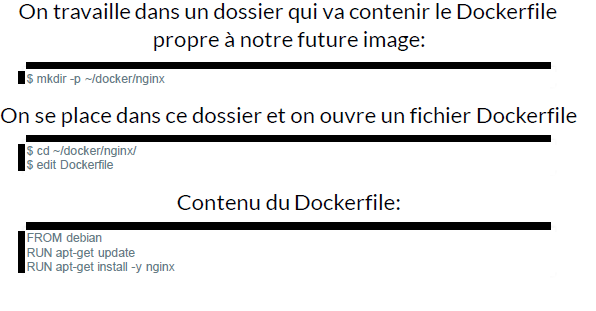 On travaille dans un dossier qui va contenir le Dockerfile
propre à notre future image:
$ mkdir -p ~/docker/nginx
On se place dans ce dossier et on ouvre un fichier Dockerfile
$ cd ~/docker/nginx/
$ edit Dockerfile
Contenu du Dockerfile:
FROM debian
RUN apt-get update
RUN apt-get install -y nginx